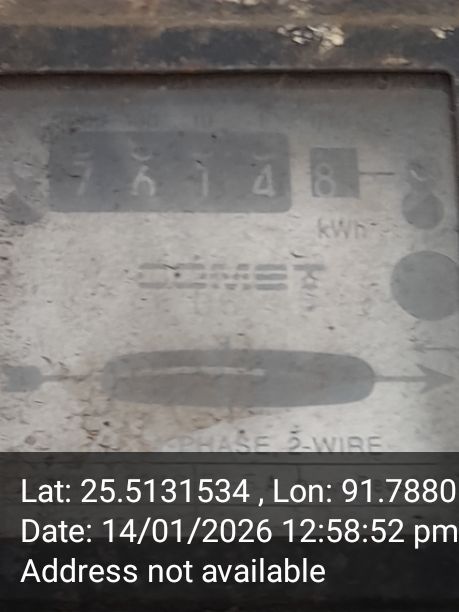 7 6 1 4 8
kWh
COMET
PHASE 2-WIRE
Lat: 25.5131534 , Lon: 91.7880
Date: 14/01/2026 12:58:52 pm
Address not available